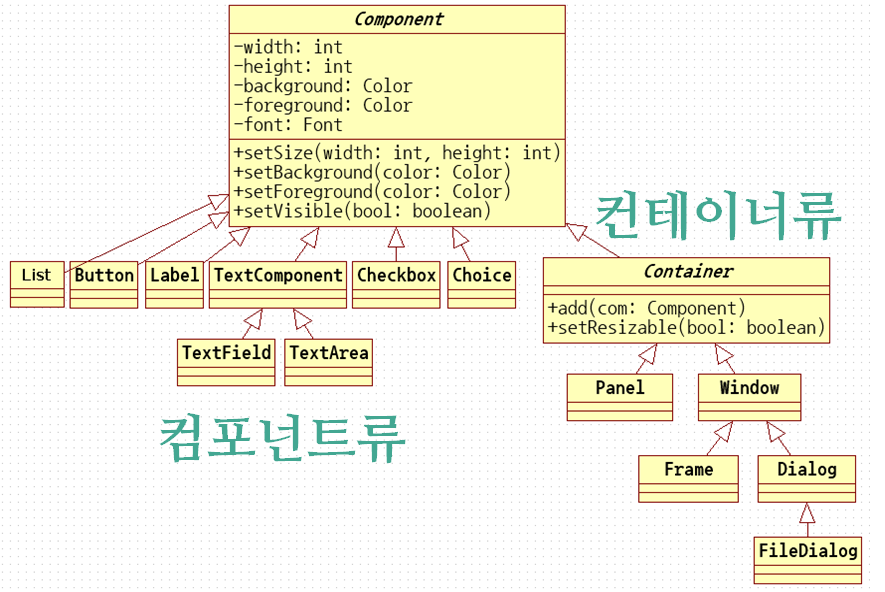 Component
-width: int
-height: int
-background: Color
-foreground: Color
-font: Font
+setSize(width: int, height: int)
+setBackground(color: Color)
+setForeground(color: Color)
+setVisible(bool: boolean)
컨테이너류
List
Button
Label
TextComponent
Checkbox
Choice
Container
+add(com: Component)
+setResizable(bool: boolean)
TextField
TextArea
Panel
Window
컴포넌트류
Frame
Dialog
FileDialog